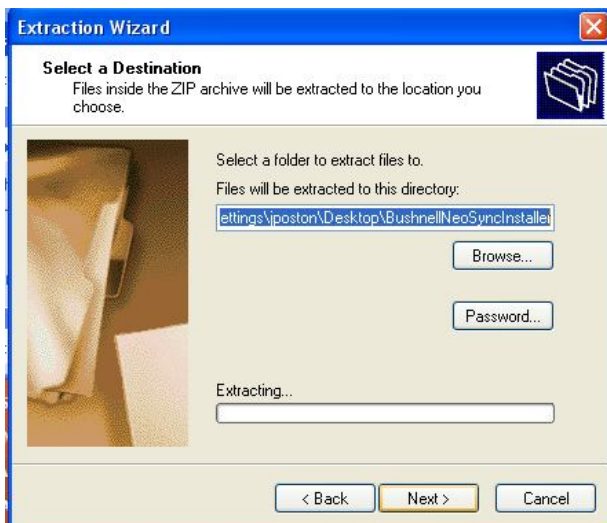 Extraction Wizard
Select a Destination
Files inside the ZIP archive will be extracted to the location you
choose.
Select a folder to extract files to.
Files will be extracted to this directory:
ettings\jposton\Desktop\BushnellNeoSyncInstaller
Browse...
Password...
Extracting...
< Back
Next >
Cancel